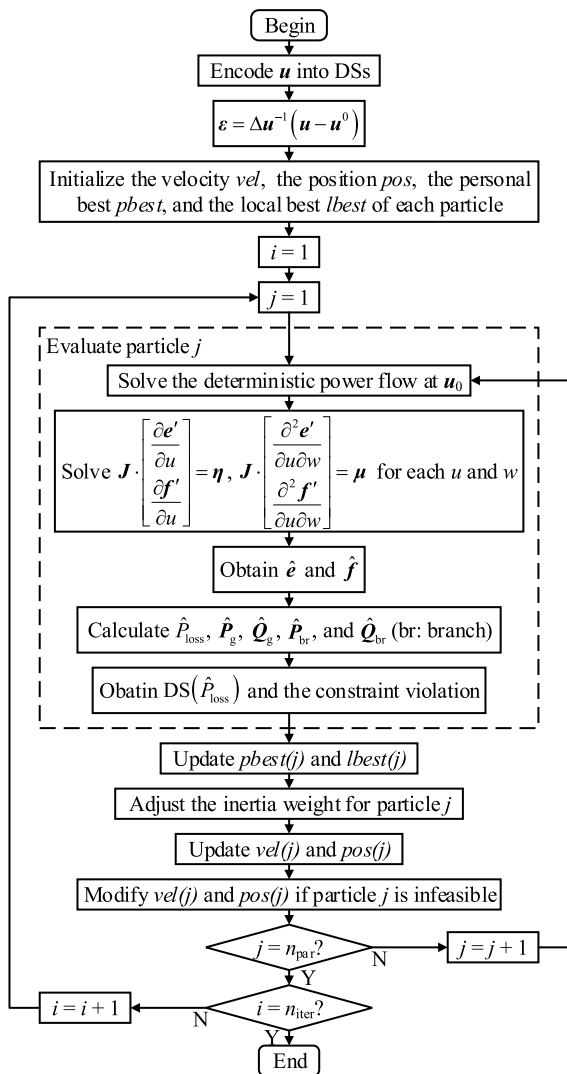 Begin
Encode u into DSs
ε = Δu⁻¹(u − u⁰)
Initialize the velocity vel, the position pos, the personal
best pbest, and the local best lbest of each particle
i = 1
j = 1
Evaluate particle j
Solve the deterministic power flow at u₀
Solve J · [∂e′/∂u ∂f′/∂u] = η, J · [∂²e′/∂u∂w ∂²f′/∂u∂w] = μ for each u and w
Obtain ê and f̂
Calculate P̂loss, P̂g, Q̂g, P̂br, and Q̂br (br: branch)
Obatin DS(P̂loss) and the constraint violation
Update pbest(j) and lbest(j)
Adjust the inertia weight for particle j
Update vel(j) and pos(j)
Modify vel(j) and pos(j) if particle j is infeasible
j = npar?
N
j = j + 1
Y
i = i + 1
N
i = niter?
Y
End